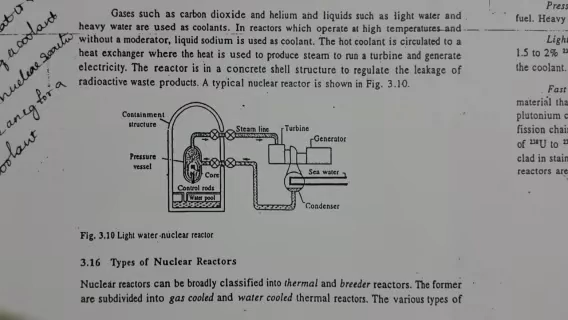 Gases such as carbon dioxide and helium and liquids such as light water and
heavy water are used as coolants. In reactors which operate at high temperatures and
without a moderator, liquid sodium is used as coolant. The hot coolant is circulated to a
heat exchanger where the heat is used to produce steam to run a turbine and generate
electricity. The reactor is in a concrete shell structure to regulate the leakage of
radioactive waste products. A typical nuclear reactor is shown in Fig. 3.10.
Containment
structure
Steam line
Turbine
Generator
Pressure
vessel
Core
Sea water
Control rods
Water pool
Condenser
Fig. 3.10 Light water nuclear reactor
3.16 Types of Nuclear Reactors
Nuclear reactors can be broadly classified into thermal and breeder reactors. The former
are subdivided into gas cooled and water cooled thermal reactors. The various types of
a coolant
nuclear
for a
coolant
Press
fuel. Heavy
Light
1.5 to 2%
the coolant.
Fast
material tha
plutonium c
fission chai
of ²³⁸U to
clad in stain
reactors are